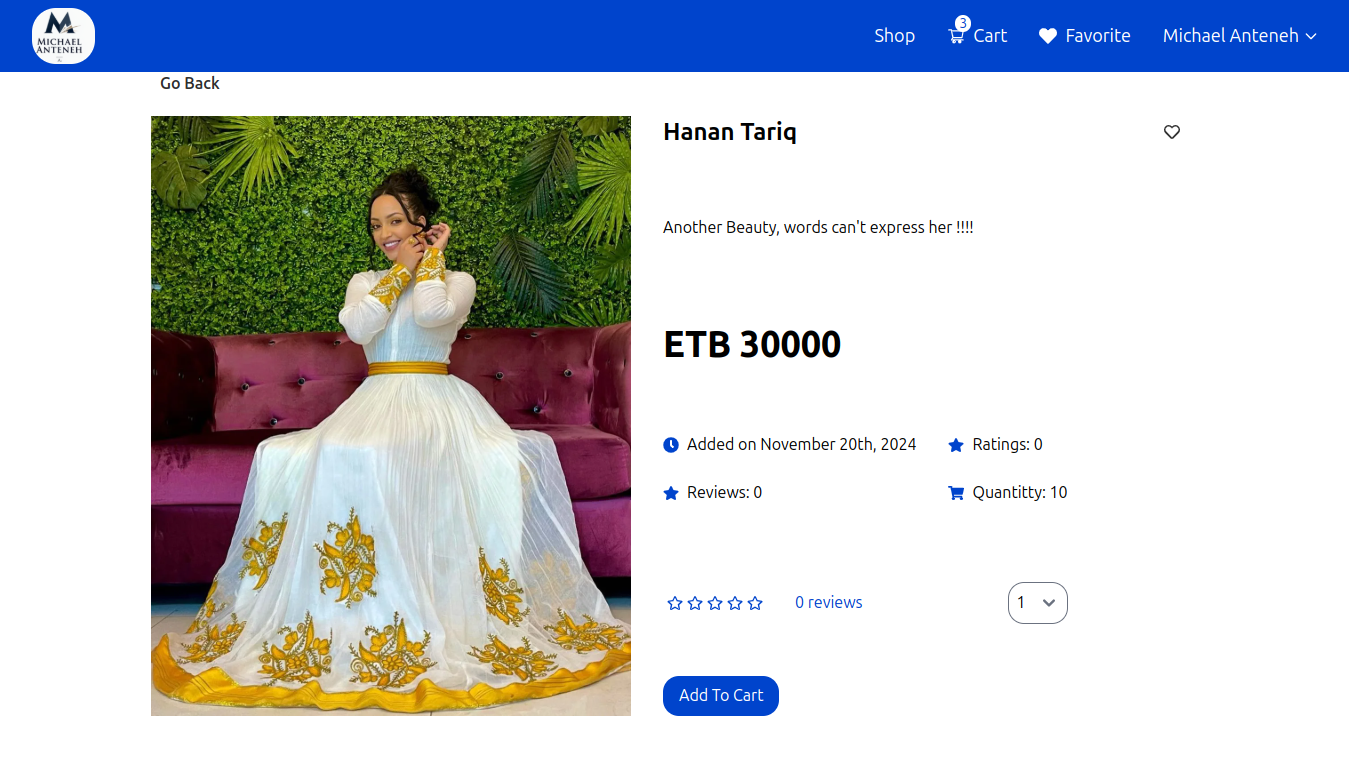 MICHAEL
ANTENEH
Shop
3
Cart
Favorite
Michael Anteneh
Go Back
Hanan Tariq
Another Beauty, words can't express her !!!!
ETB 30000
Added on November 20th, 2024
Ratings: 0
Reviews: 0
Quantitty: 10
0 reviews
1
Add To Cart